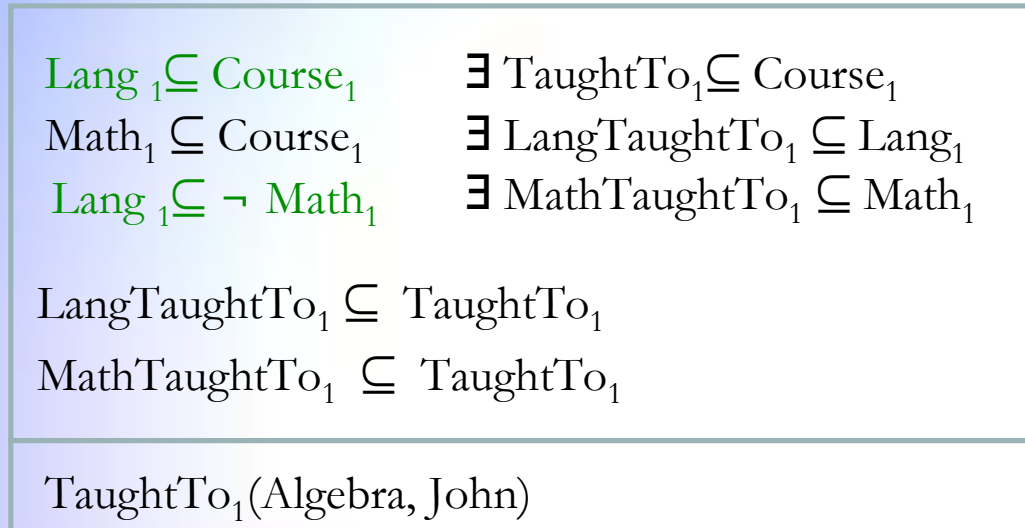 Lang ₁⊆ Course₁
Math₁ ⊆ Course₁
Lang ₁⊆ ¬ Math₁
∃ TaughtTo₁⊆ Course₁
∃ LangTaughtTo₁ ⊆ Lang₁
∃ MathTaughtTo₁ ⊆ Math₁
LangTaughtTo₁ ⊆ TaughtTo₁
MathTaughtTo₁ ⊆ TaughtTo₁
TaughtTo₁(Algebra, John)